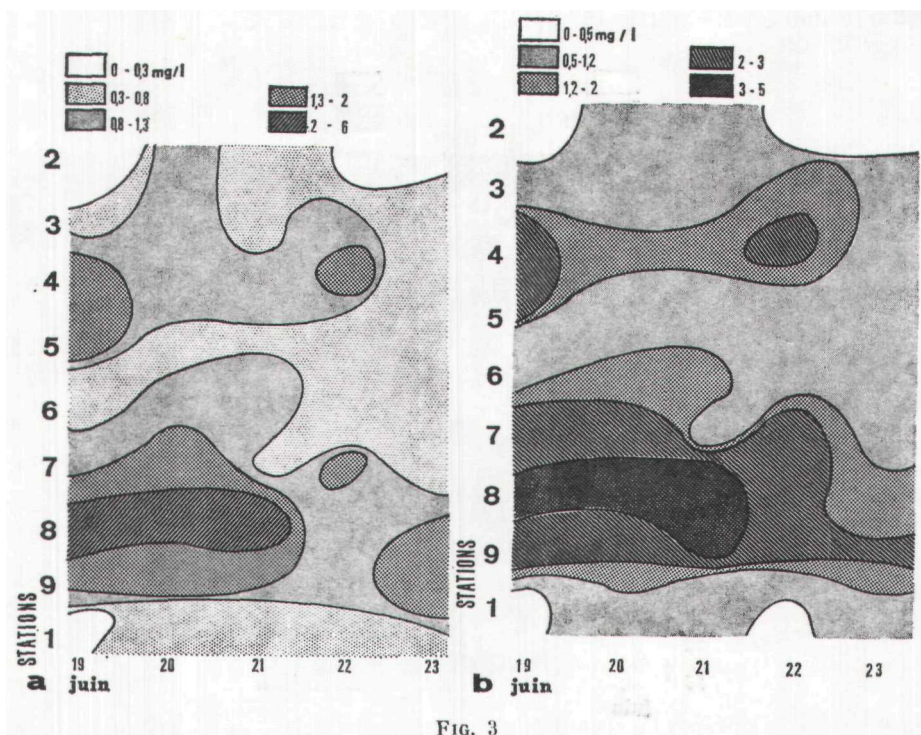 0 - 0,3 mg/l
0,3 - 0,8
0,8 - 1,3
1,3 - 2
2 - 6
2
3
4
5
6
7
8
9
1
STATIONS
19 20 21 22 23
a juin
0 - 0,5 mg / l
0,5-1,2
1,2 - 2
2 - 3
3 - 5
2
3
4
5
6
7
8
9
1
STATIONS
19 20 21 22 23
b juin
FIG. 3